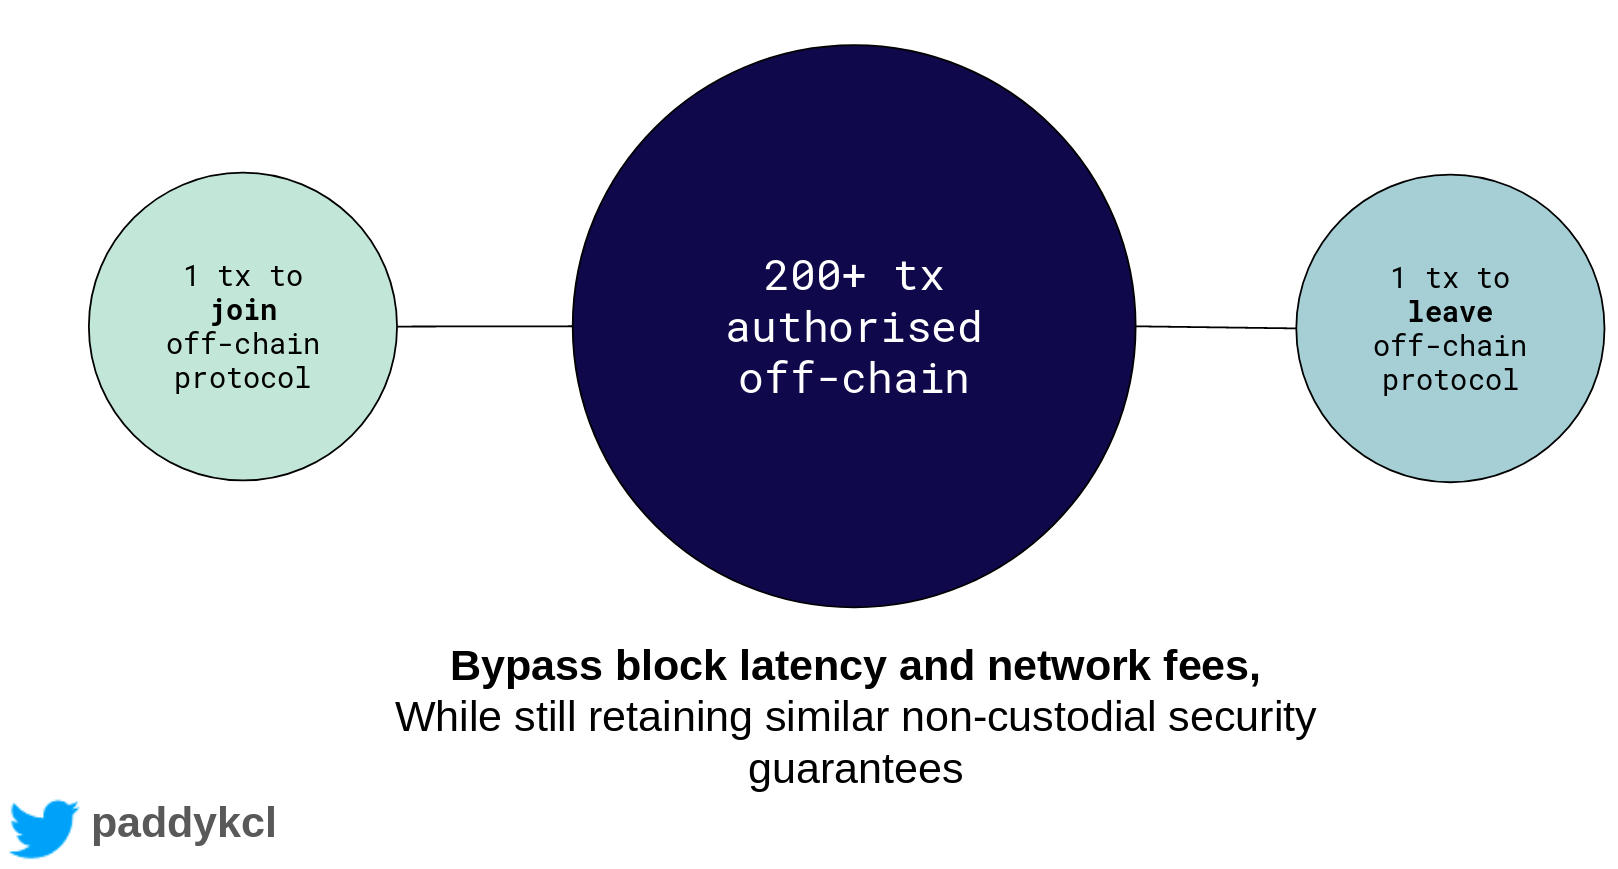 1 tx to
join
off-chain
protocol
200+ tx
authorised
off-chain
1 tx to
leave
off-chain
protocol
Bypass block latency and network fees,
While still retaining similar non-custodial security
guarantees
paddykcl